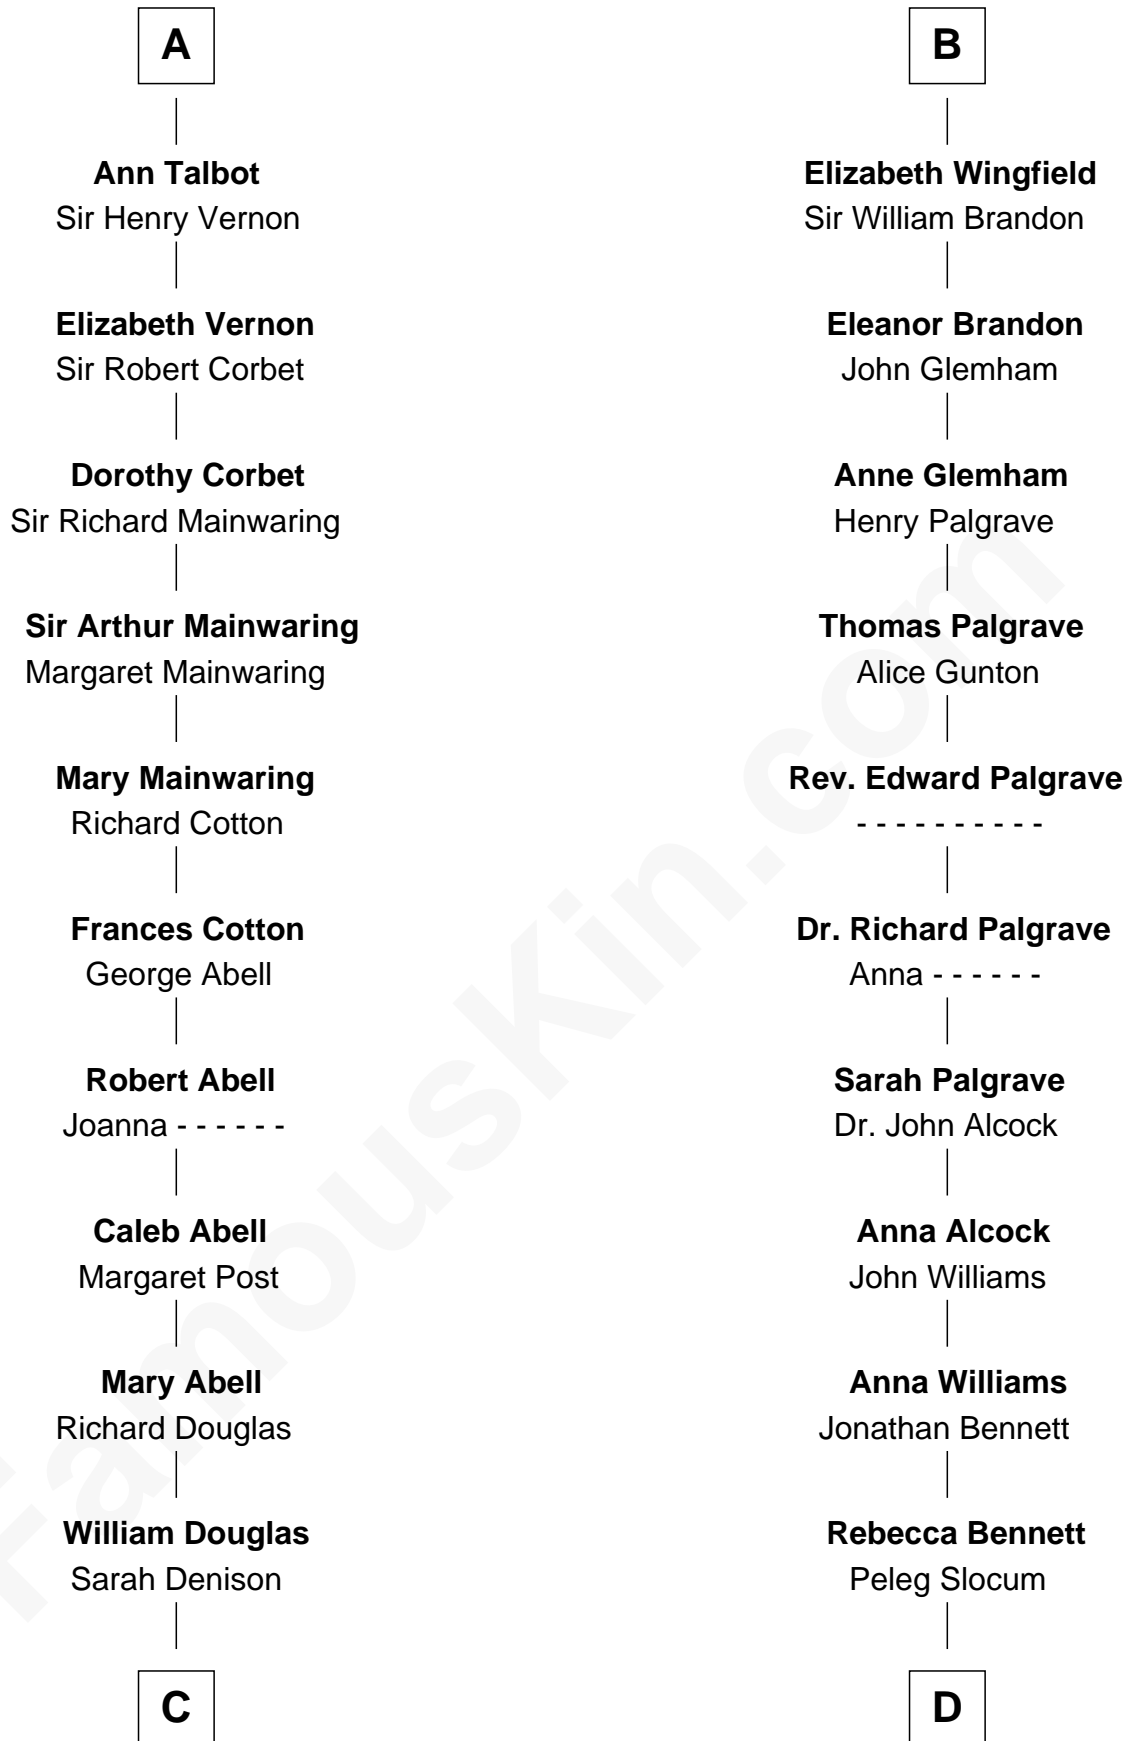 A
Ann Talbot
Sir Henry Vernon
Elizabeth Vernon
Sir Robert Corbet
Dorothy Corbet
Sir Richard Mainwaring
Sir Arthur Mainwaring
Margaret Mainwaring
Mary Mainwaring
Richard Cotton
Frances Cotton
George Abell
Robert Abell
Joanna - - - - - -
Caleb Abell
Margaret Post
Mary Abell
Richard Douglas
William Douglas
Sarah Denison
C
B
Elizabeth Wingfield
Sir William Brandon
Eleanor Brandon
John Glemham
Anne Glemham
Henry Palgrave
Thomas Palgrave
Alice Gunton
Rev. Edward Palgrave
- - - - - - - - - -
Dr. Richard Palgrave
Anna - - - - - -
Sarah Palgrave
Dr. John Alcock
Anna Alcock
John Williams
Anna Williams
Jonathan Bennett
Rebecca Bennett
Peleg Slocum
D
FamousKin.com